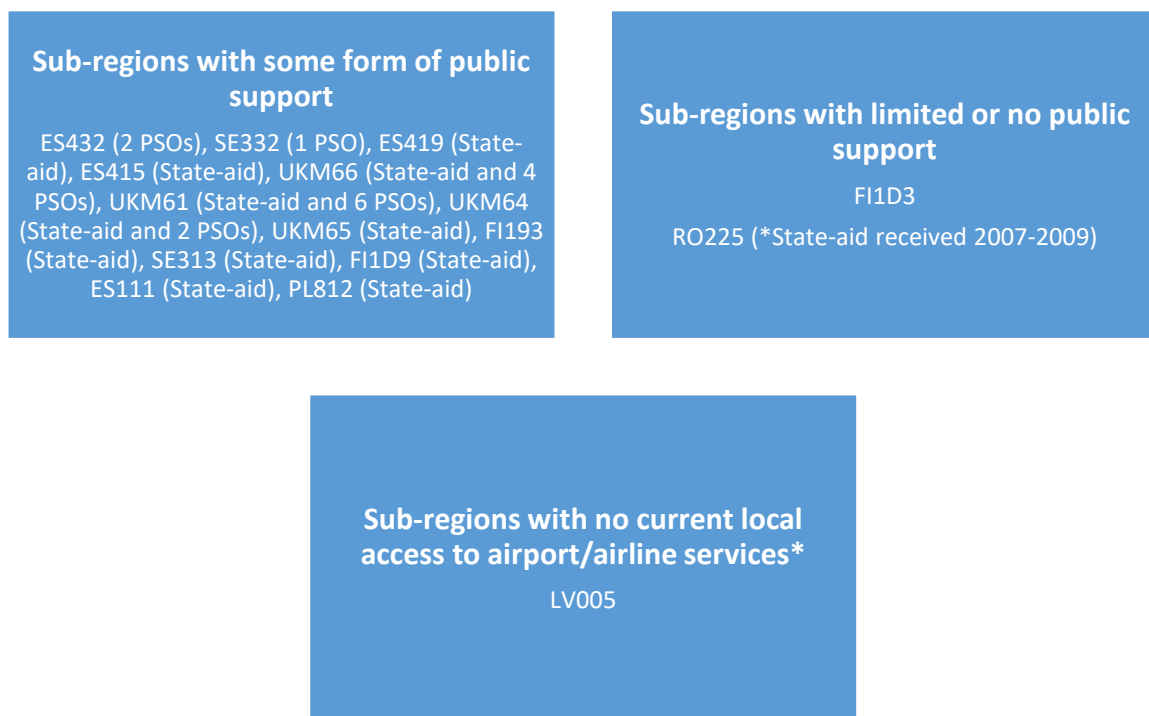 Sub-regions with some form of public
support
ES432 (2 PSOs), SE332 (1 PSO), ES419 (State-
aid), ES415 (State-aid), UKM66 (State-aid and 4
PSOs), UKM61 (State-aid and 6 PSOs), UKM64
(State-aid and 2 PSOs), UKM65 (State-aid), FI193
(State-aid), SE313 (State-aid), FI1D9 (State-aid),
ES111 (State-aid), PL812 (State-aid)
Sub-regions with limited or no public
support
FI1D3
RO225 (*State-aid received 2007-2009)
Sub-regions with no current local
access to airport/airline services*
LV005